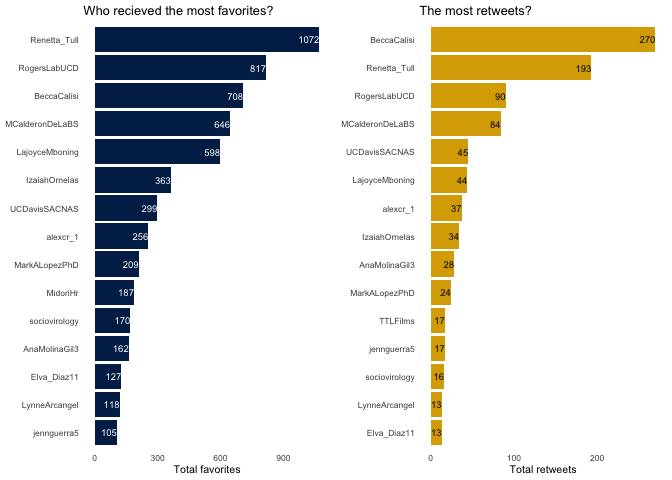 Who recieved the most favorites?
Renetta_Tull 1072
RogersLabUCD 817
BeccaCalisi 708
MCalderonDeLaBS 646
LajoyceMboning 598
IzaiahOrnelas 363
UCDavisSACNAS 299
alexcr_1 256
MarkALopezPhD 209
MidoriHr 187
sociovirology 170
AnaMolinaGil3 162
Elva_Diaz11 127
LynneArcangel 118
jennguerra5 105
0 300 600 900
Total favorites
The most retweets?
BeccaCalisi 270
Renetta_Tull 193
RogersLabUCD 90
MCalderonDeLaBS 84
UCDavisSACNAS 45
LajoyceMboning 44
alexcr_1 37
IzaiahOrnelas 34
AnaMolinaGil3 28
MarkALopezPhD 24
TTLFilms 17
jennguerra5 17
sociovirology 16
LynneArcangel 13
Elva_Diaz11 13
0 100 200
Total retweets